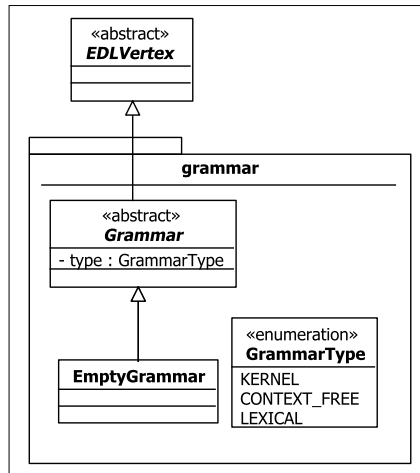 «abstract»
EDLVertex
grammar
«abstract»
Grammar
- type : GrammarType
EmptyGrammar
«enumeration»
GrammarType
KERNEL
CONTEXT_FREE
LEXICAL